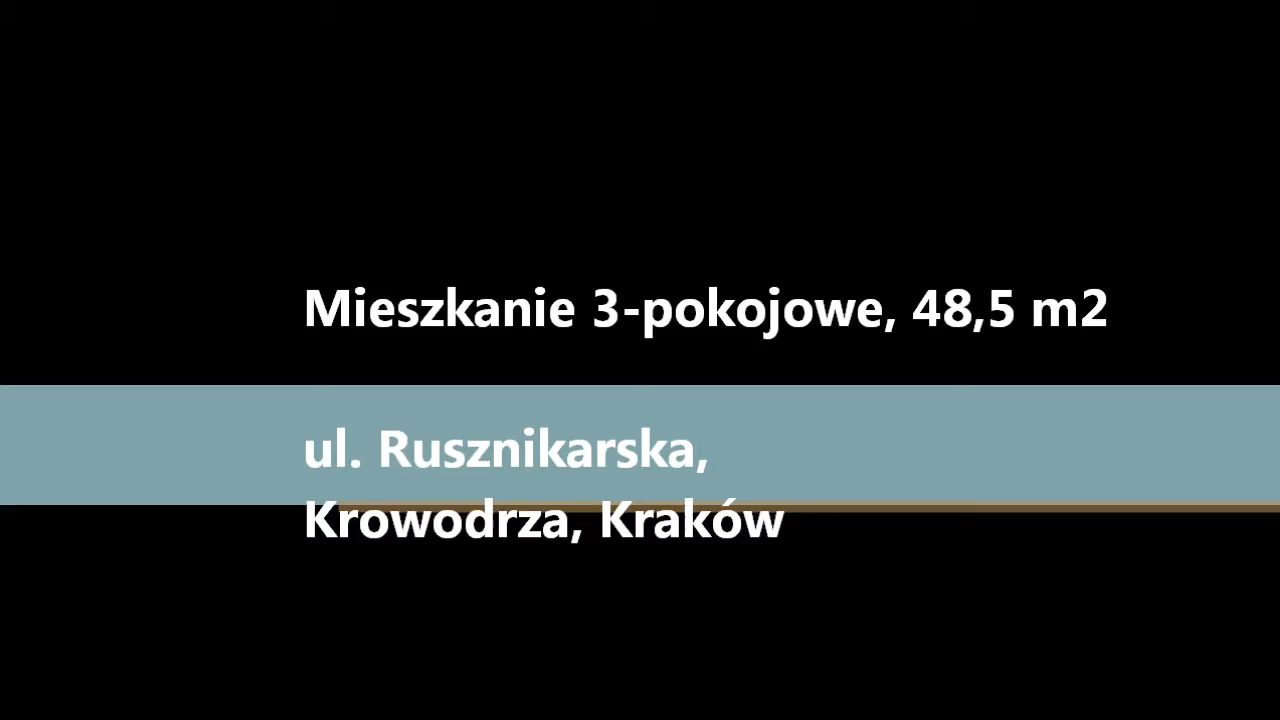 Mieszkanie 3-pokojowe, 48,5 m2
ul. Rusznikarska,
Krowodrza, Kraków